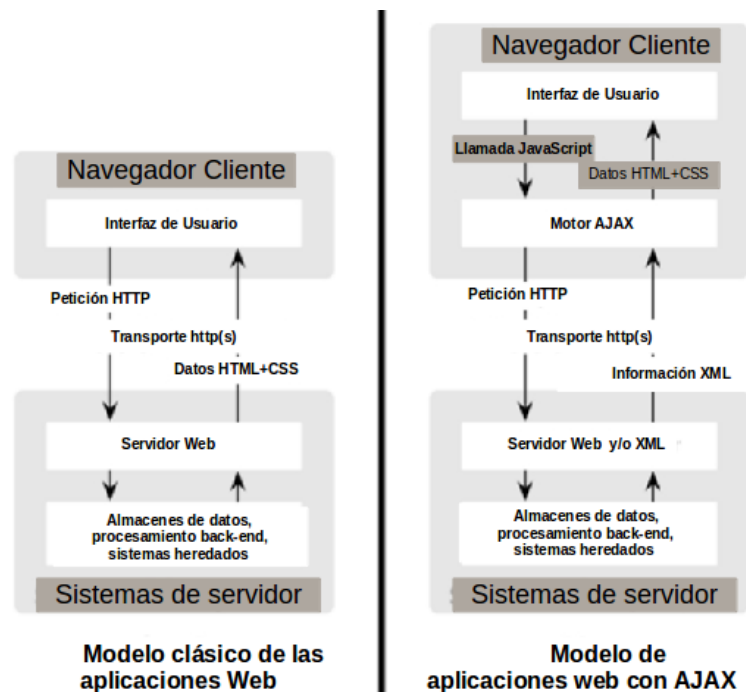 Navegador Cliente
Interfaz de Usuario
Petición HTTP
Transporte http(s)
Datos HTML+CSS
Servidor Web
Almacenes de datos,
procesamiento back-end,
sistemas heredados
Sistemas de servidor
Modelo clásico de las
aplicaciones Web
Navegador Cliente
Interfaz de Usuario
Llamada JavaScript
Datos HTML+CSS
Motor AJAX
Petición HTTP
Transporte http(s)
Información XML
Servidor Web y/o XML
Almacenes de datos,
procesamiento back-end,
sistemas heredados
Sistemas de servidor
Modelo de
aplicaciones web con AJAX